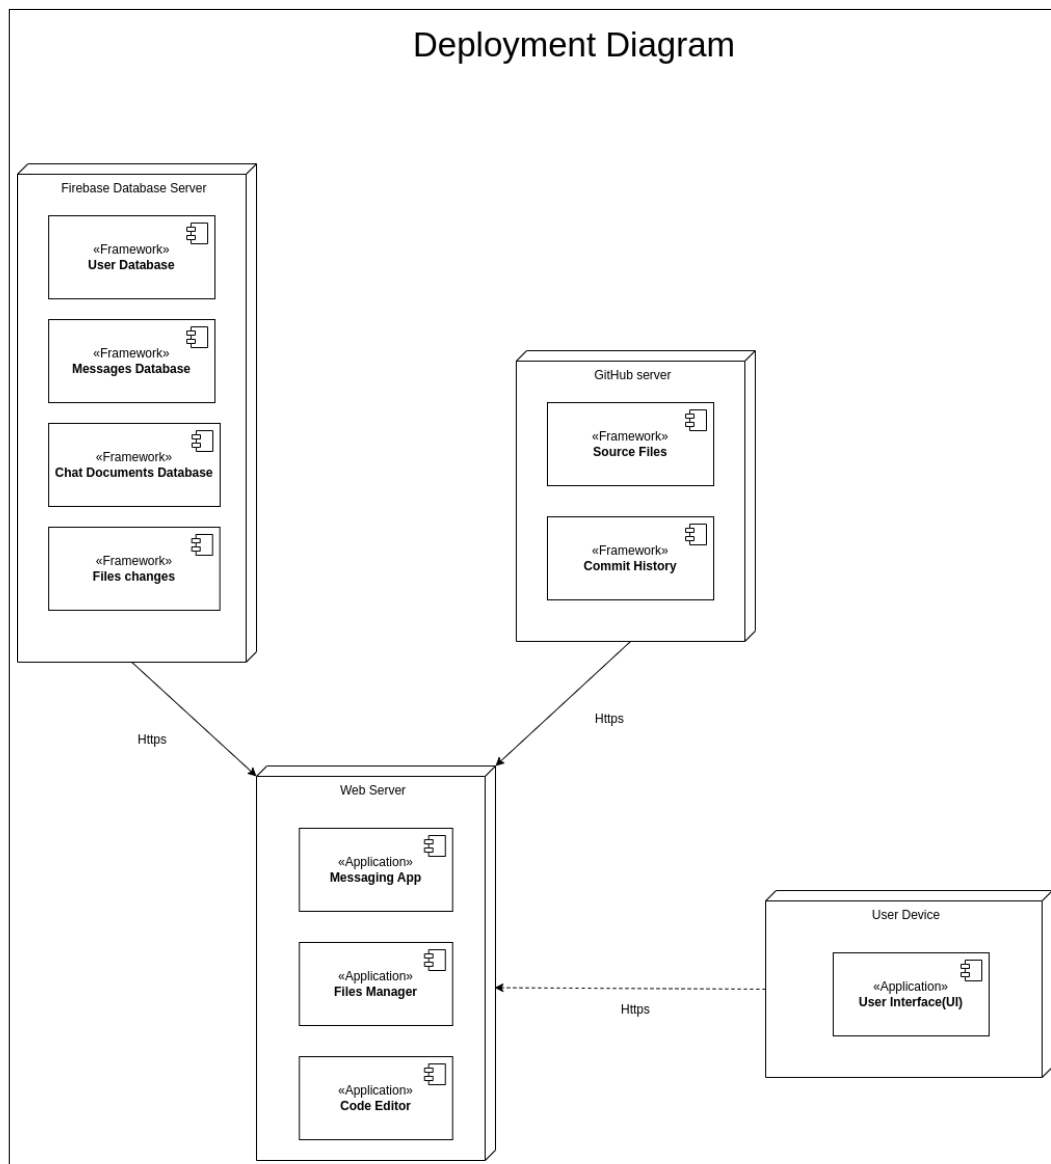 Deployment Diagram
Firebase Database Server
«Framework»
User Database
«Framework»
Messages Database
«Framework»
Chat Documents Database
«Framework»
Files changes
GitHub server
«Framework»
Source Files
«Framework»
Commit History
Https
Https
Web Server
«Application»
Messaging App
«Application»
Files Manager
«Application»
Code Editor
User Device
«Application»
User Interface(UI)
Https